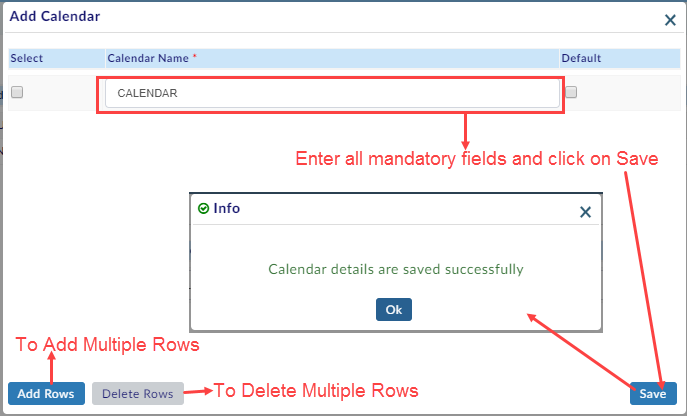 Add Calendar
Select Calendar Name * Default
CALENDAR
Enter all mandatory fields and click on Save
Info
Calendar details are saved successfully
Ok
To Add Multiple Rows
Add Rows Delete Rows To Delete Multiple Rows Save